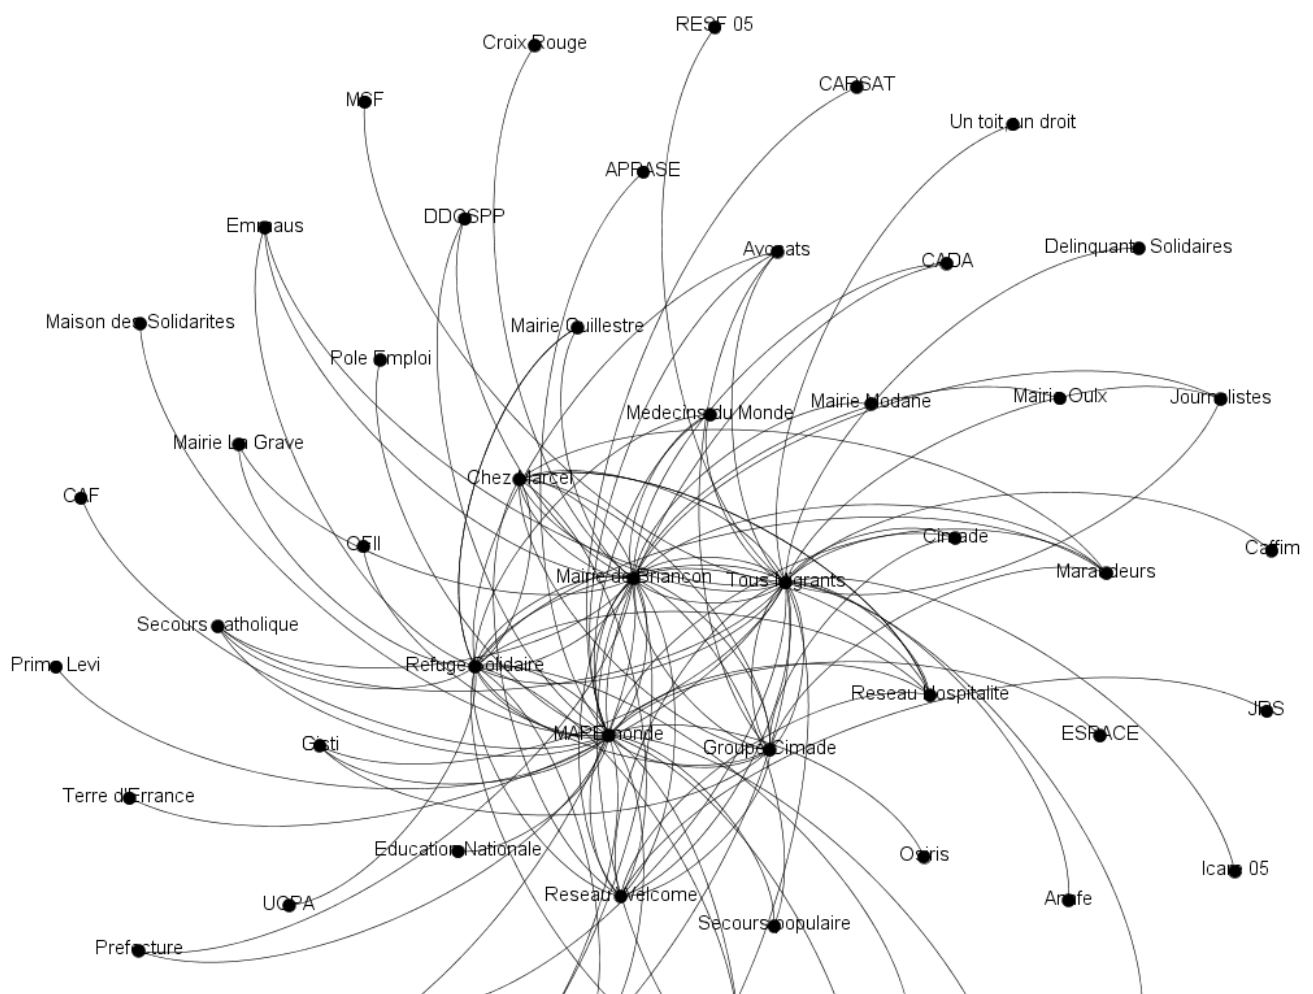 RESF 05
Croix Rouge
CARSAT
MSF
Un toit, un droit
APPASE
DDCSPP
Emmaus
Avocats
Delinquants Solidaires
CADA
Maison des Solidarites
Mairie Guillestre
Pole Emploi
Mairie Modane
Mairie Oulx
Journalistes
Medecins du Monde
Mairie La Grave
Chez Marcel
CAF
Cimade
OFII
Caffim
Maraudeurs
Mairie de Briancon
Tous Migrants
Secours Catholique
Primo Levi
Refuge Solidaire
Reseau Hospitalite
JRS
MAPEmonde
ESPACE
Gisti
Groupe Cimade
Terre d'Errance
Education Nationale
Osiris
Icare 05
Reseau Welcome
Anafe
UCPA
Secours populaire
Prefecture